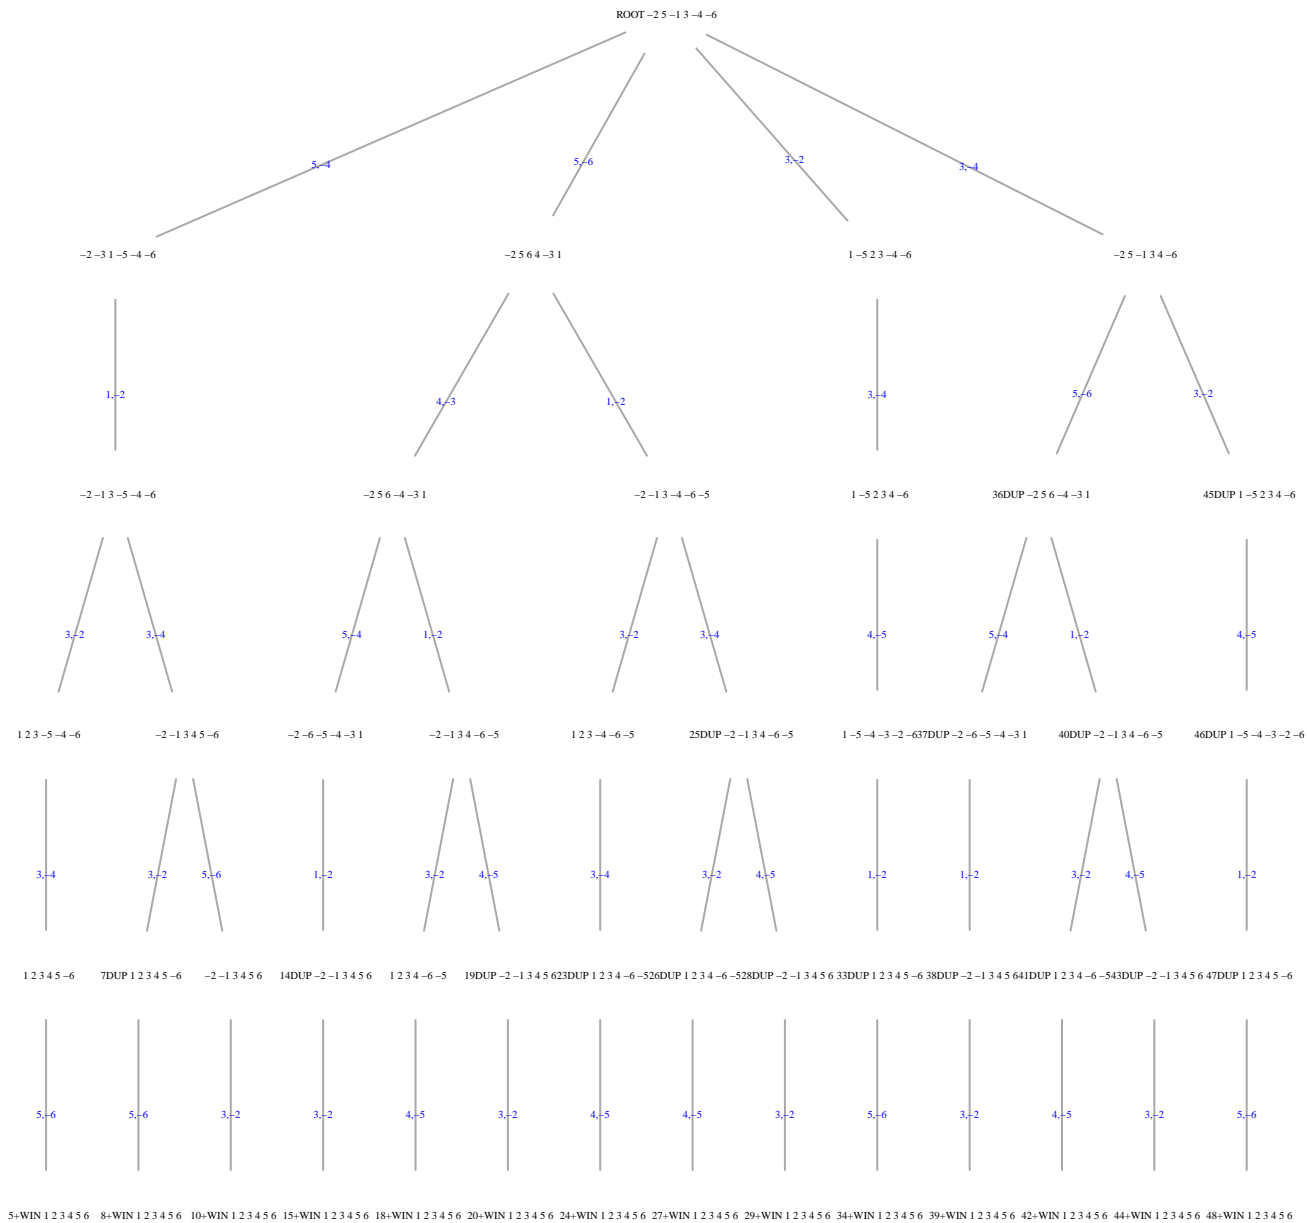 ROOT −2 5 −1 3 −4 −6
5,−4 5,−6 3,−2 3,−4
−2 −3 1 −5 −4 −6 −2 5 6 4 −3 1 1 −5 2 3 −4 −6 −2 5 −1 3 4 −6
1,−2 4,−3 1,−2 3,−4 5,−6 3,−2
−2 −1 3 −5 −4 −6 −2 5 6 −4 −3 1 −2 −1 3 −4 −6 −5 1 −5 2 3 4 −6 36DUP −2 5 6 −4 −3 1 45DUP 1 −5 2 3 4 −6
3,−2 3,−4 5,−4 1,−2 3,−2 3,−4 4,−5 5,−4 1,−2 4,−5
1 2 3 −5 −4 −6 −2 −1 3 4 5 −6 −2 −6 −5 −4 −3 1 −2 −1 3 4 −6 −5 1 2 3 −4 −6 −5 25DUP −2 −1 3 4 −6 −5 1 −5 −4 −3 −2 −6 37DUP −2 −6 −5 −4 −3 1 40DUP −2 −1 3 4 −6 −5 46DUP 1 −5 −4 −3 −2 −6
3,−4 3,−2 5,−6 1,−2 3,−2 4,−5 3,−4 3,−2 4,−5 1,−2 1,−2 3,−2 4,−5 1,−2
1 2 3 4 5 −6 7DUP 1 2 3 4 5 −6 −2 −1 3 4 5 6 14DUP −2 −1 3 4 5 6 1 2 3 4 −6 −5 19DUP −2 −1 3 4 5 6 23DUP 1 2 3 4 −6 −5 26DUP 1 2 3 4 −6 −5 28DUP −2 −1 3 4 5 6 33DUP 1 2 3 4 5 −6 38DUP −2 −1 3 4 5 6 41DUP 1 2 3 4 −6 −5 43DUP −2 −1 3 4 5 6 47DUP 1 2 3 4 5 −6
5,−6 5,−6 3,−2 3,−2 4,−5 3,−2 4,−5 4,−5 3,−2 5,−6 3,−2 4,−5 3,−2 5,−6
5+WIN 1 2 3 4 5 6 8+WIN 1 2 3 4 5 6 10+WIN 1 2 3 4 5 6 15+WIN 1 2 3 4 5 6 18+WIN 1 2 3 4 5 6 20+WIN 1 2 3 4 5 6 24+WIN 1 2 3 4 5 6 27+WIN 1 2 3 4 5 6 29+WIN 1 2 3 4 5 6 34+WIN 1 2 3 4 5 6 39+WIN 1 2 3 4 5 6 42+WIN 1 2 3 4 5 6 44+WIN 1 2 3 4 5 6 48+WIN 1 2 3 4 5 6